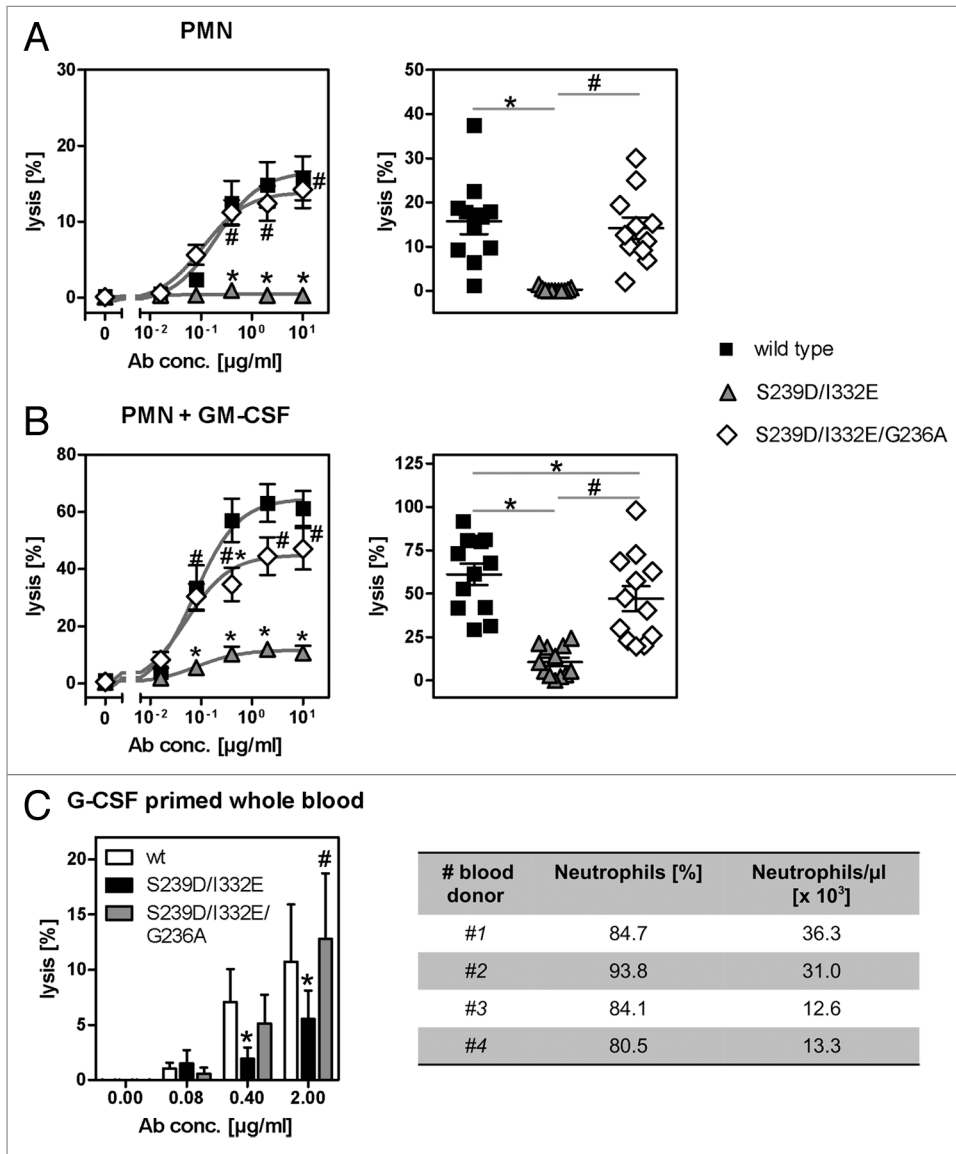 A
PMN
30
20
10
0
lysis [%]
0
10⁻²
10⁻¹
10⁰
10¹
Ab conc. [µg/ml]
#
#
#
*
*
*
50
40
30
20
10
0
lysis [%]
*
#
wild type
S239D/I332E
S239D/I332E/G236A
B
PMN + GM-CSF
80
60
40
20
0
lysis [%]
0
10⁻²
10⁻¹
10⁰
10¹
Ab conc. [µg/ml]
#
#*
#
#
*
*
*
*
125
100
75
50
25
0
lysis [%]
*
*
#
C
G-CSF primed whole blood
20
15
10
5
0
lysis [%]
wt
S239D/I332E
S239D/I332E/
G236A
*
*
#
0.00 0.08 0.40 2.00
Ab conc. [µg/ml]
# blood Neutrophils [%] Neutrophils/µl
donor [x 10³]
#1 84.7 36.3
#2 93.8 31.0
#3 84.1 12.6
#4 80.5 13.3